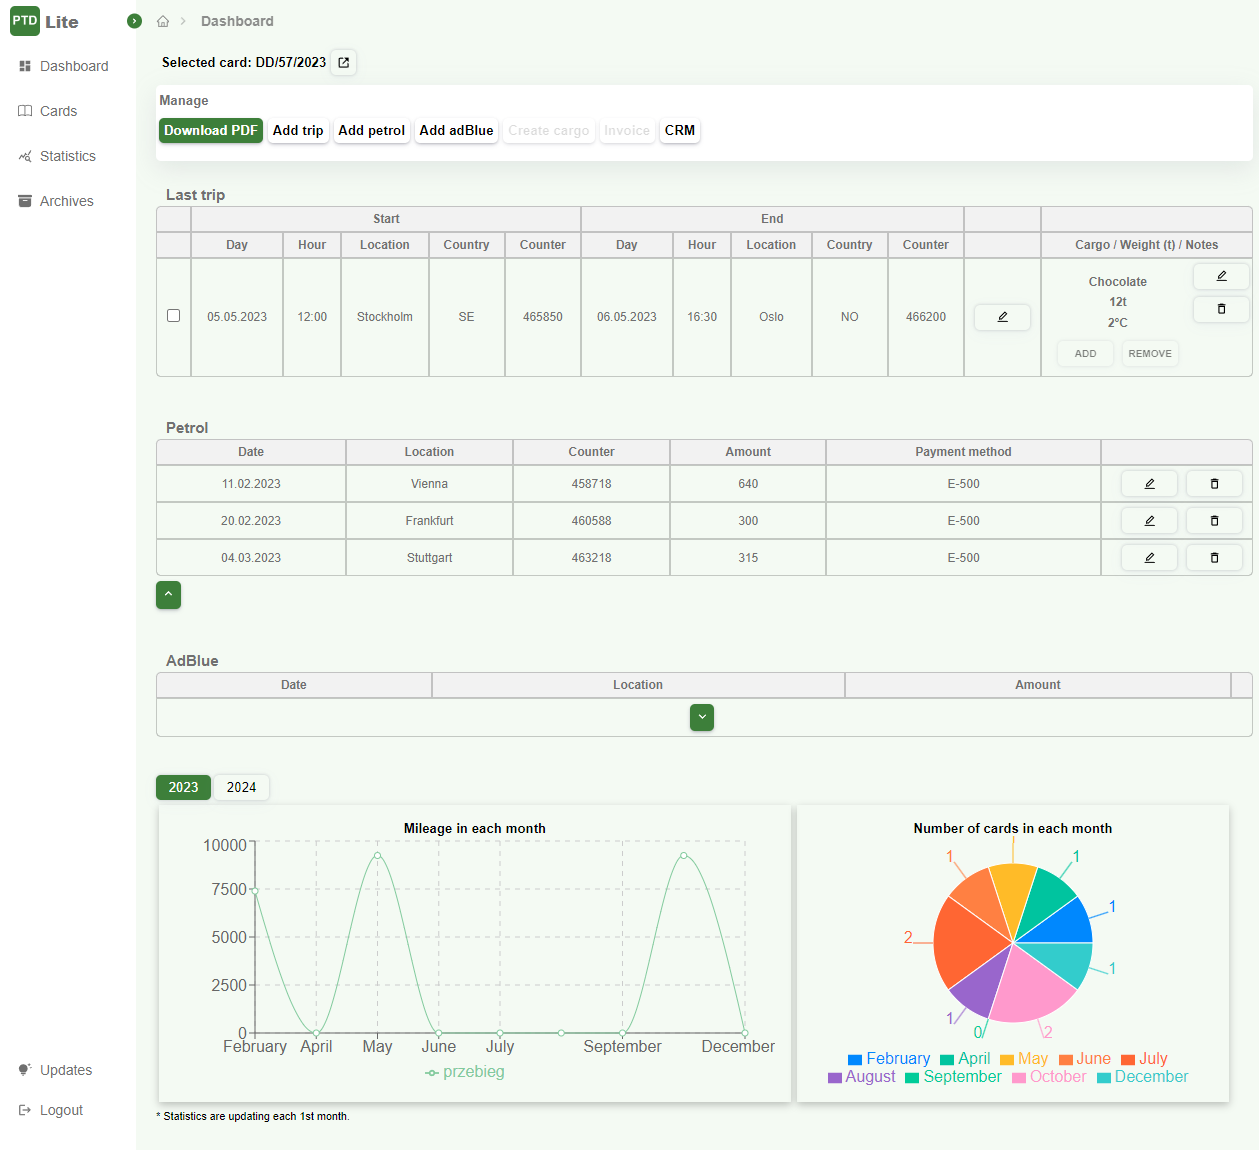 PTD Lite
Dashboard
Cards
Statistics
Archives
Updates
Logout
Dashboard
Selected card: DD/57/2023
Manage
Download PDF Add trip Add petrol Add adBlue Create cargo Invoice CRM
Last trip
Start End
Day Hour Location Country Counter Day Hour Location Country Counter Cargo / Weight (t) / Notes
05.05.2023 12:00 Stockholm SE 465850 06.05.2023 16:30 Oslo NO 466200
Chocolate
12t
2°C
ADD REMOVE
Petrol
Date Location Counter Amount Payment method
11.02.2023 Vienna 458718 640 E-500
20.02.2023 Frankfurt 460588 300 E-500
04.03.2023 Stuttgart 463218 315 E-500
AdBlue
Date Location Amount
2023 2024
Mileage in each month
10000
7500
5000
2500
0
February April May June July September December
przebieg
Number of cards in each month
1
1
1
2
1
1
0
2
February April May June July
August September October December
* Statistics are updating each 1st month.